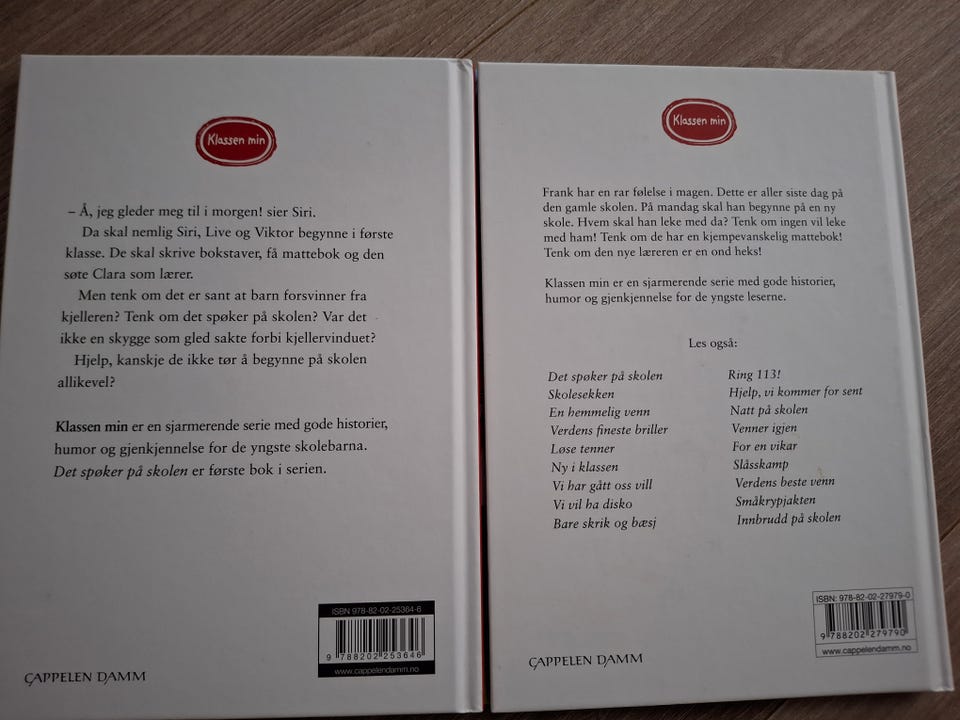 Klassen min
– Å, jeg gleder meg til i morgen! sier Siri.
Da skal nemlig Siri, Live og Viktor begynne i første
klasse. De skal skrive bokstaver, få mattebok og den
søte Clara som lærer.
Men tenk om det er sant at barn forsvinner fra
kjelleren? Tenk om det spøker på skolen? Var det
ikke en skygge som gled sakte forbi kjellervinduet?
Hjelp, kanskje de ikke tør å begynne på skolen
allikevel?
Klassen min er en sjarmerende serie med gode historier,
humor og gjenkjennelse for de yngste skolebarna.
Det spøker på skolen er første bok i serien.
ISBN 978-82-02-25364-6
9 788202 253646
www.cappelendamm.no
CAPPELEN DAMM
Klassen min
Frank har en rar følelse i magen. Dette er aller siste dag på
den gamle skolen. På mandag skal han begynne på en ny
skole. Hvem skal han leke med da? Tenk om ingen vil leke
med ham! Tenk om de har en kjempevanskelig mattebok!
Tenk om den nye læreren er en ond heks!
Klassen min er en sjarmerende serie med gode historier,
humor og gjenkjennelse for de yngste leserne.
Les også:
Det spøker på skolen
Skolesekken
En hemmelig venn
Verdens fineste briller
Løse tenner
Ny i klassen
Vi har gått oss vill
Vi vil ha disko
Bare skrik og bæsj
Ring 113!
Hjelp, vi kommer for sent
Natt på skolen
Venner igjen
For en vikar
Slåsskamp
Verdens beste venn
Småkrypjakten
Innbrudd på skolen
ISBN: 978-82-02-27979-0
9 788202 279790
www.cappelendamm.no
CAPPELEN DAMM